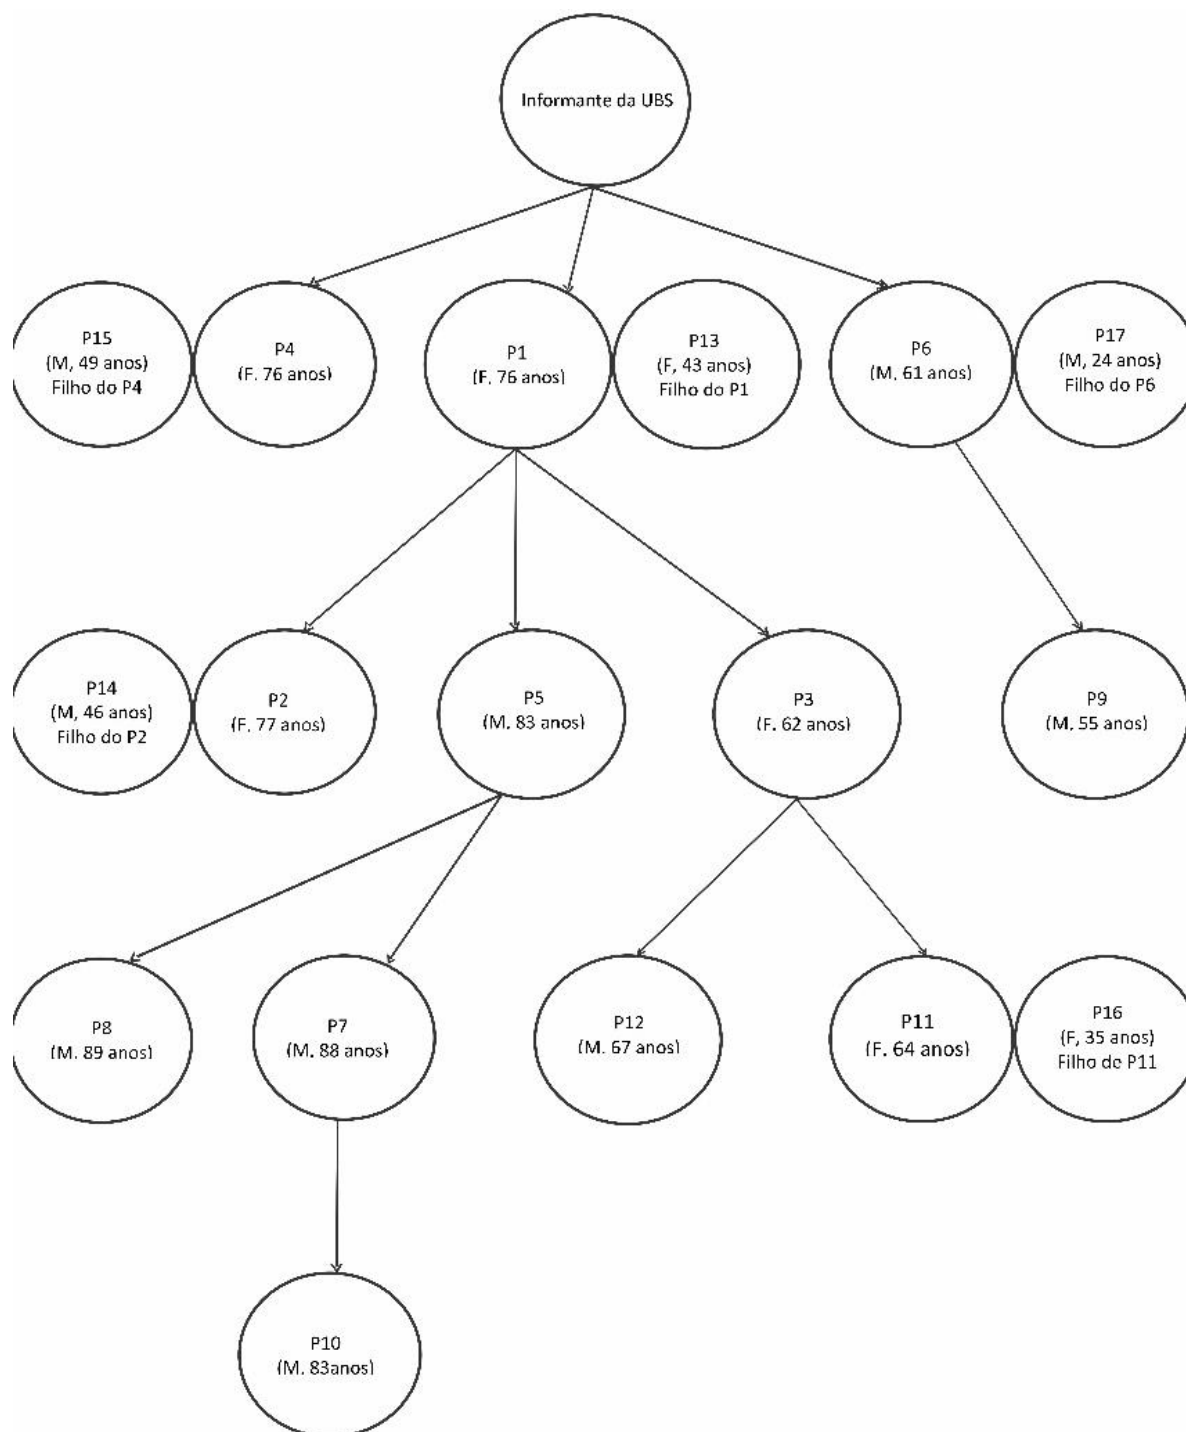 Informante da UBS
P15
(M, 49 anos)
Filho do P4
P4
(F. 76 anos)
P1
(F. 76 anos)
P13
(F, 43 anos)
Filho do P1
P6
(M. 61 anos)
P17
(M, 24 anos)
Filho do P6
P14
(M, 46 anos)
Filho do P2
P2
(F. 77 anos)
P5
(M. 83 anos)
P3
(F. 62 anos)
P9
(M. 55 anos)
P8
(M. 89 anos)
P7
(M. 88 anos)
P12
(M. 67 anos)
P11
(F. 64 anos)
P16
(F, 35 anos)
Filho de P11
P10
(M. 83anos)